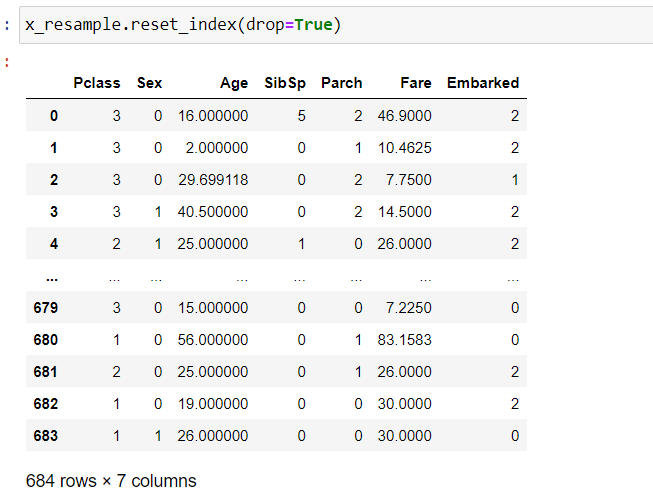 : x_resample.reset_index(drop=True)
:
Pclass Sex Age SibSp Parch Fare Embarked
0 3 0 16.000000 5 2 46.9000 2
1 3 0 2.000000 0 1 10.4625 2
2 3 0 29.699118 0 2 7.7500 1
3 3 1 40.500000 0 2 14.5000 2
4 2 1 25.000000 1 0 26.0000 2
... ... ... ... ... ... ... ...
679 3 0 15.000000 0 0 7.2250 0
680 1 0 56.000000 0 1 83.1583 0
681 2 0 25.000000 0 1 26.0000 2
682 1 0 19.000000 0 0 30.0000 2
683 1 1 26.000000 0 0 30.0000 0
684 rows × 7 columns